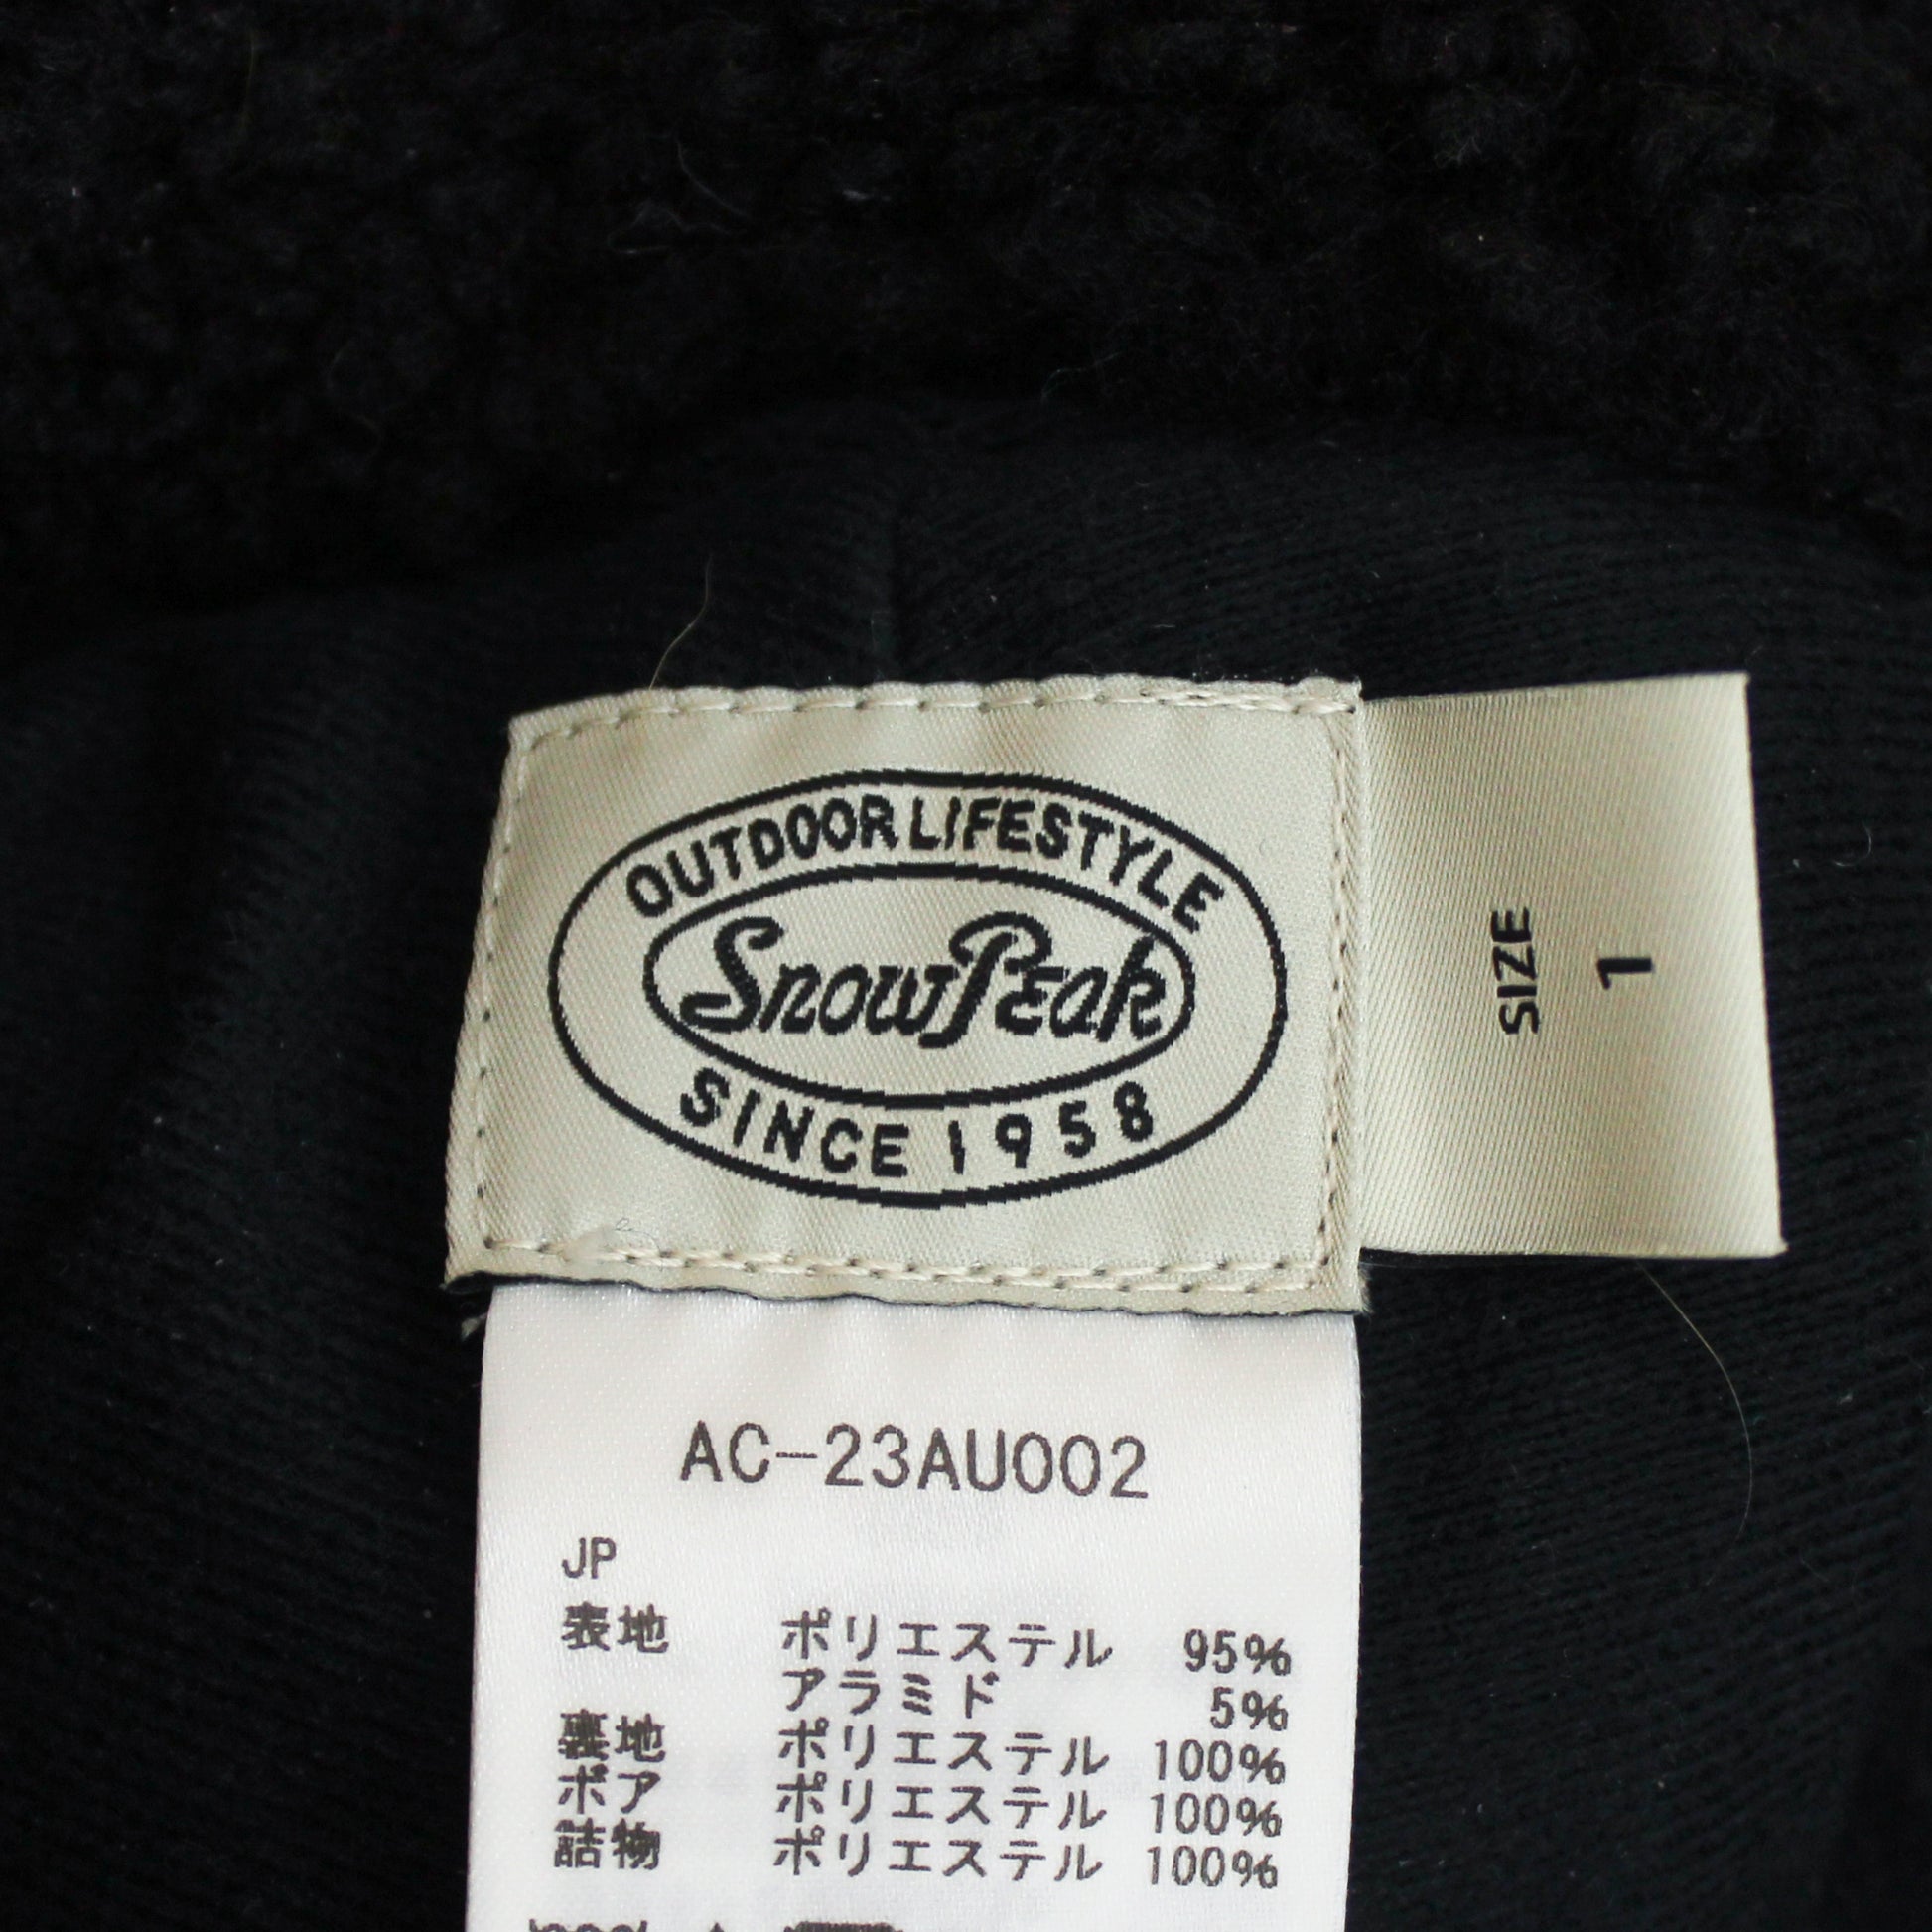 OUTDOOR LIFESTYLE
Snow Peak
SINCE 1958
SIZE
1
AC-23AU002
JP
表地 ポリエステル 95%
アラミド 5%
裏地 ポリエステル 100%
ボア ポリエステル 100%
詰物 ポリエステル 100%